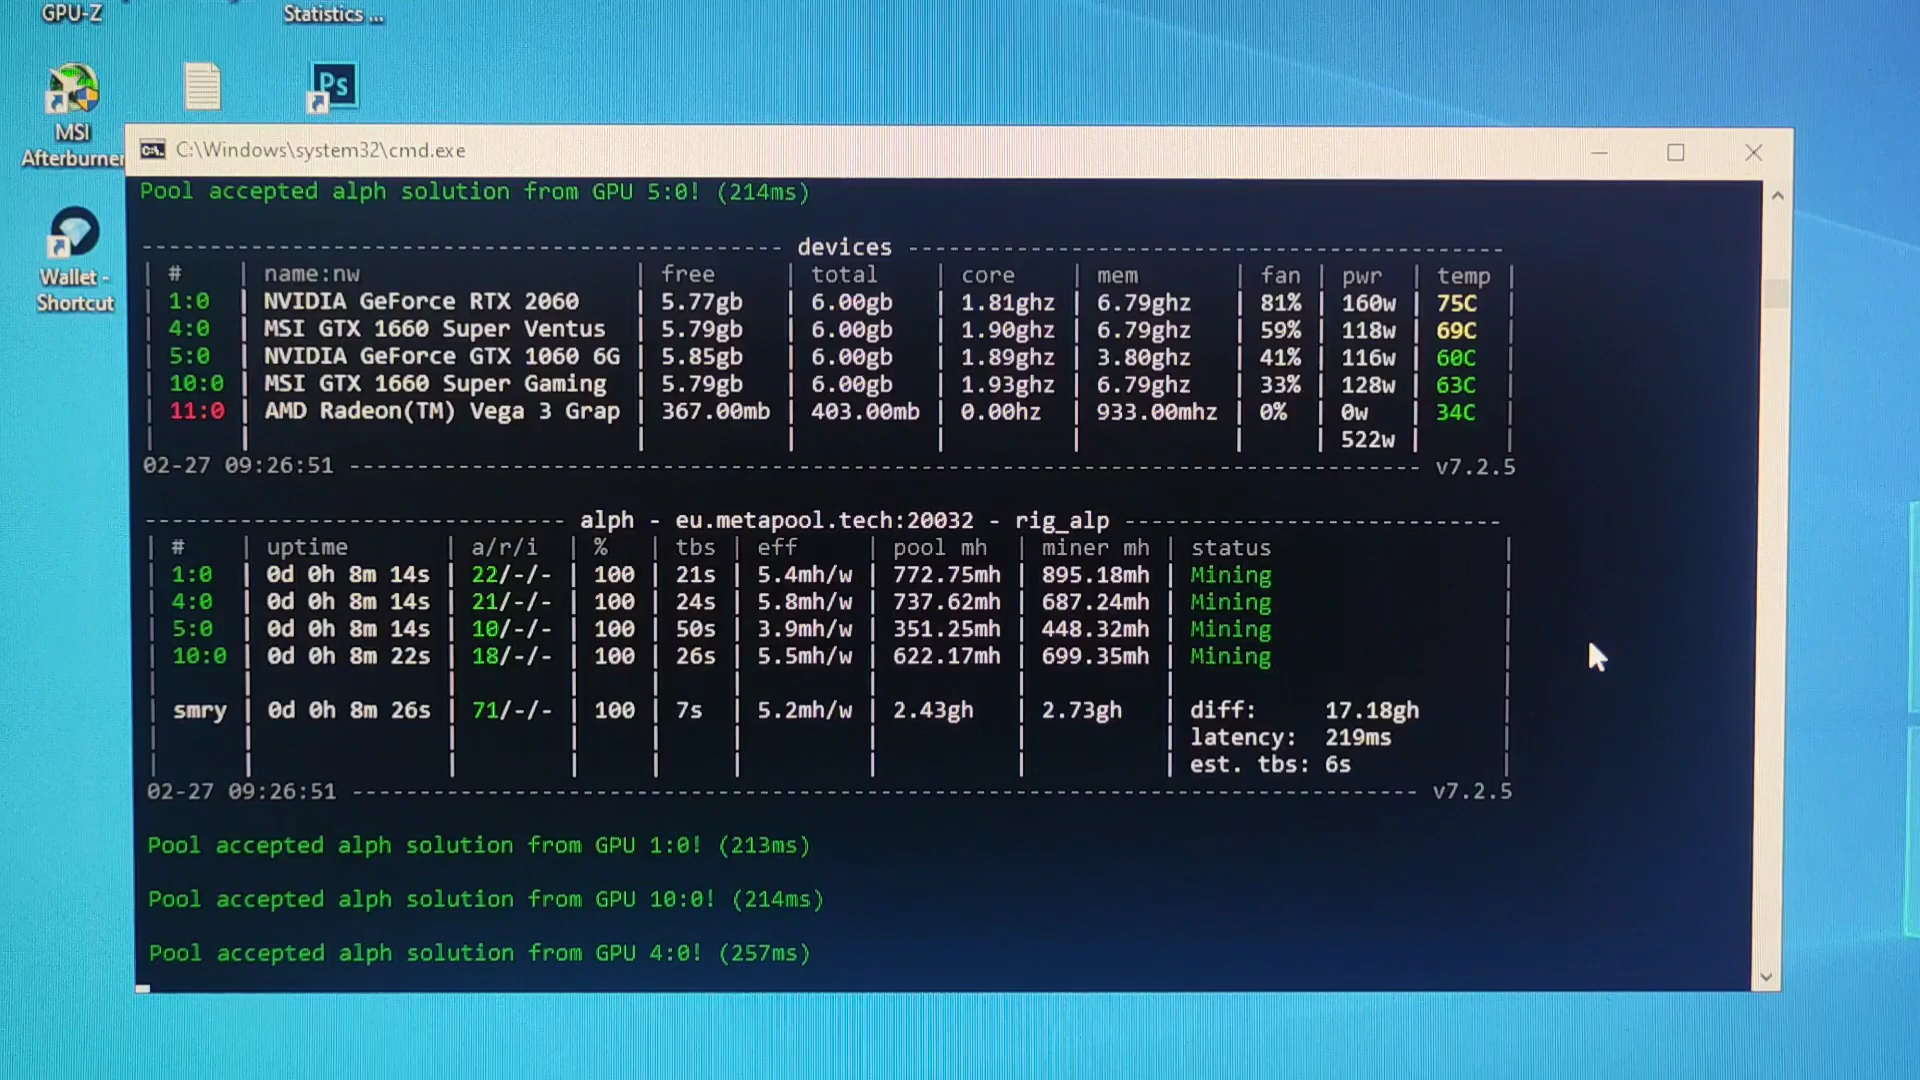 GPU-Z
Statistics ...
Ps
MSI
Afterburner
Wallet -
Shortcut
C:\Windows\system32\cmd.exe
Pool accepted alph solution from GPU 5:0! (214ms)
---------------------------------------------- devices --------------------------------------------
| # | name:nw | free | total | core | mem | fan | pwr | temp |
| 1:0 | NVIDIA GeForce RTX 2060 | 5.77gb | 6.00gb | 1.81ghz | 6.79ghz | 81% | 160w | 75C |
| 4:0 | MSI GTX 1660 Super Ventus | 5.79gb | 6.00gb | 1.90ghz | 6.79ghz | 59% | 118w | 69C |
| 5:0 | NVIDIA GeForce GTX 1060 6G | 5.85gb | 6.00gb | 1.89ghz | 3.80ghz | 41% | 116w | 60C |
| 10:0 | MSI GTX 1660 Super Gaming | 5.79gb | 6.00gb | 1.93ghz | 6.79ghz | 33% | 128w | 63C |
| 11:0 | AMD Radeon(TM) Vega 3 Grap | 367.00mb | 403.00mb | 0.00hz | 933.00mhz | 0% | 0w | 34C |
| | | | | | | | 522w | |
02-27 09:26:51 ------------------------------------------------------------------------------- v7.2.5
------------------------------- alph - eu.metapool.tech:20032 - rig_alp ----------------------------
| # | uptime | a/r/i | % | tbs | eff | pool mh | miner mh | status |
| 1:0 | 0d 0h 8m 14s | 22/-/- | 100 | 21s | 5.4mh/w | 772.75mh | 895.18mh | Mining |
| 4:0 | 0d 0h 8m 14s | 21/-/- | 100 | 24s | 5.8mh/w | 737.62mh | 687.24mh | Mining |
| 5:0 | 0d 0h 8m 14s | 10/-/- | 100 | 50s | 3.9mh/w | 351.25mh | 448.32mh | Mining |
| 10:0 | 0d 0h 8m 22s | 18/-/- | 100 | 26s | 5.5mh/w | 622.17mh | 699.35mh | Mining |
| smry | 0d 0h 8m 26s | 71/-/- | 100 | 7s | 5.2mh/w | 2.43gh | 2.73gh | diff: 17.18gh |
| | | | | | | | | latency: 219ms |
| | | | | | | | | est. tbs: 6s |
02-27 09:26:51 ------------------------------------------------------------------------------- v7.2.5
Pool accepted alph solution from GPU 1:0! (213ms)
Pool accepted alph solution from GPU 10:0! (214ms)
Pool accepted alph solution from GPU 4:0! (257ms)